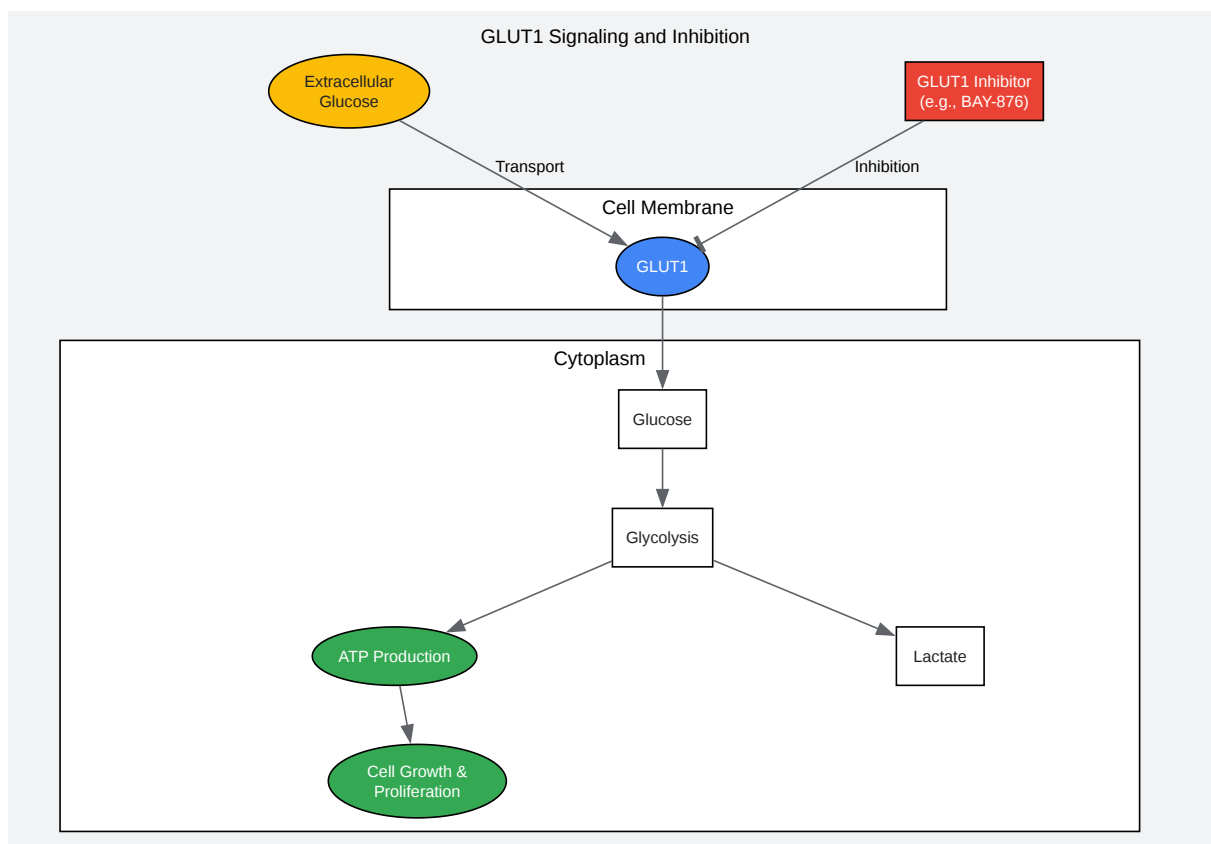 GLUT1 Signaling and Inhibition
Extracellular
Glucose
GLUT1 Inhibitor
(e.g., BAY-876)
Transport
Inhibition
Cell Membrane
GLUT1
Cytoplasm
Glucose
Glycolysis
ATP Production
Lactate
Cell Growth &
Proliferation